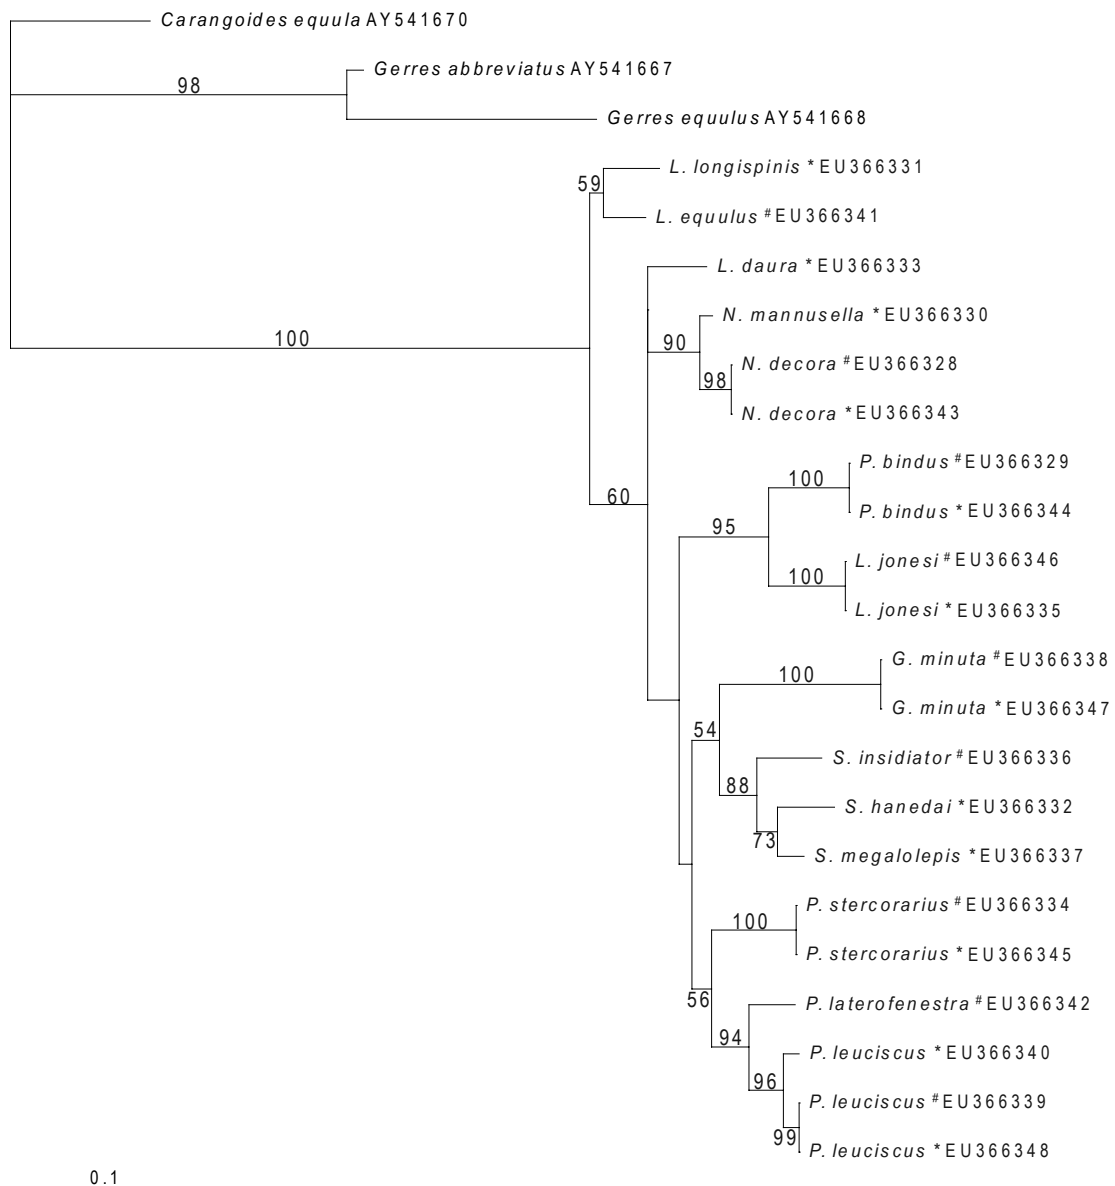 Carangoides equula AY541670
Gerres abbreviatus AY541667
98
Gerres equulus AY541668
L. longispinis *EU366331
59
L. equulus #EU366341
L. daura *EU366333
N. mannusella *EU366330
100
90
N. decora #EU366328
98
N. decora *EU366343
P. bindus #EU366329
100
60
P. bindus *EU366344
95
L. jonesi #EU366346
100
L. jonesi *EU366335
G. minuta #EU366338
100
G. minuta *EU366347
54
S. insidiator #EU366336
88
S. hanedai *EU366332
73
S. megalolepis *EU366337
P. stercorarius #EU366334
100
P. stercorarius *EU366345
56
P. laterofenestra #EU366342
94
P. leuciscus *EU366340
96
P. leuciscus #EU366339
99
P. leuciscus *EU366348
0.1